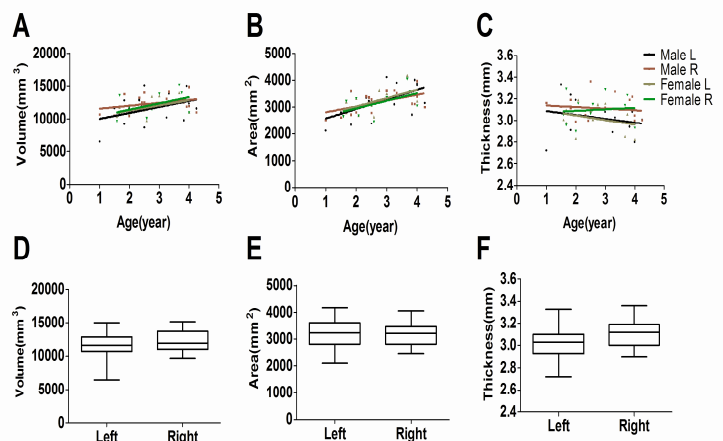 A
B
C
Volume(mm 3)
20000
15000
10000
5000
0
0 1 2 3 4 5
Age(year)
Area(mm 2)
5000
4000
3000
2000
1000
0
0 1 2 3 4 5
Age(year)
Thickness(mm)
3.6
3.4
3.2
3.0
2.8
2.6
2.4
0 1 2 3 4 5
Age(year)
Male L
Male R
Female L
Female R
D
E
F
Volume(mm 3)
20000
15000
10000
5000
0
Left Right
Area(mm 2)
5000
4000
3000
2000
1000
0
Left Right
Thickness(mm)
3.6
3.4
3.2
3.0
2.8
2.6
2.4
Left Right